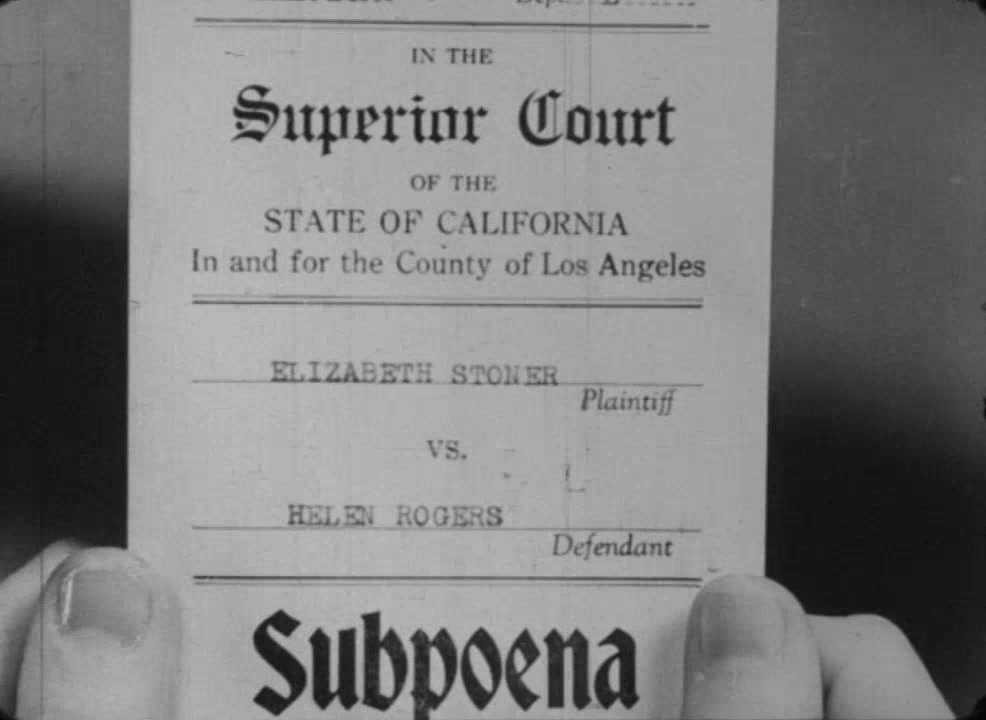 IN THE
Superior Court
OF THE
STATE OF CALIFORNIA
In and for the County of Los Angeles
ELIZABETH STONER
Plaintiff
VS.
HELEN ROGERS
Defendant
Subpoena